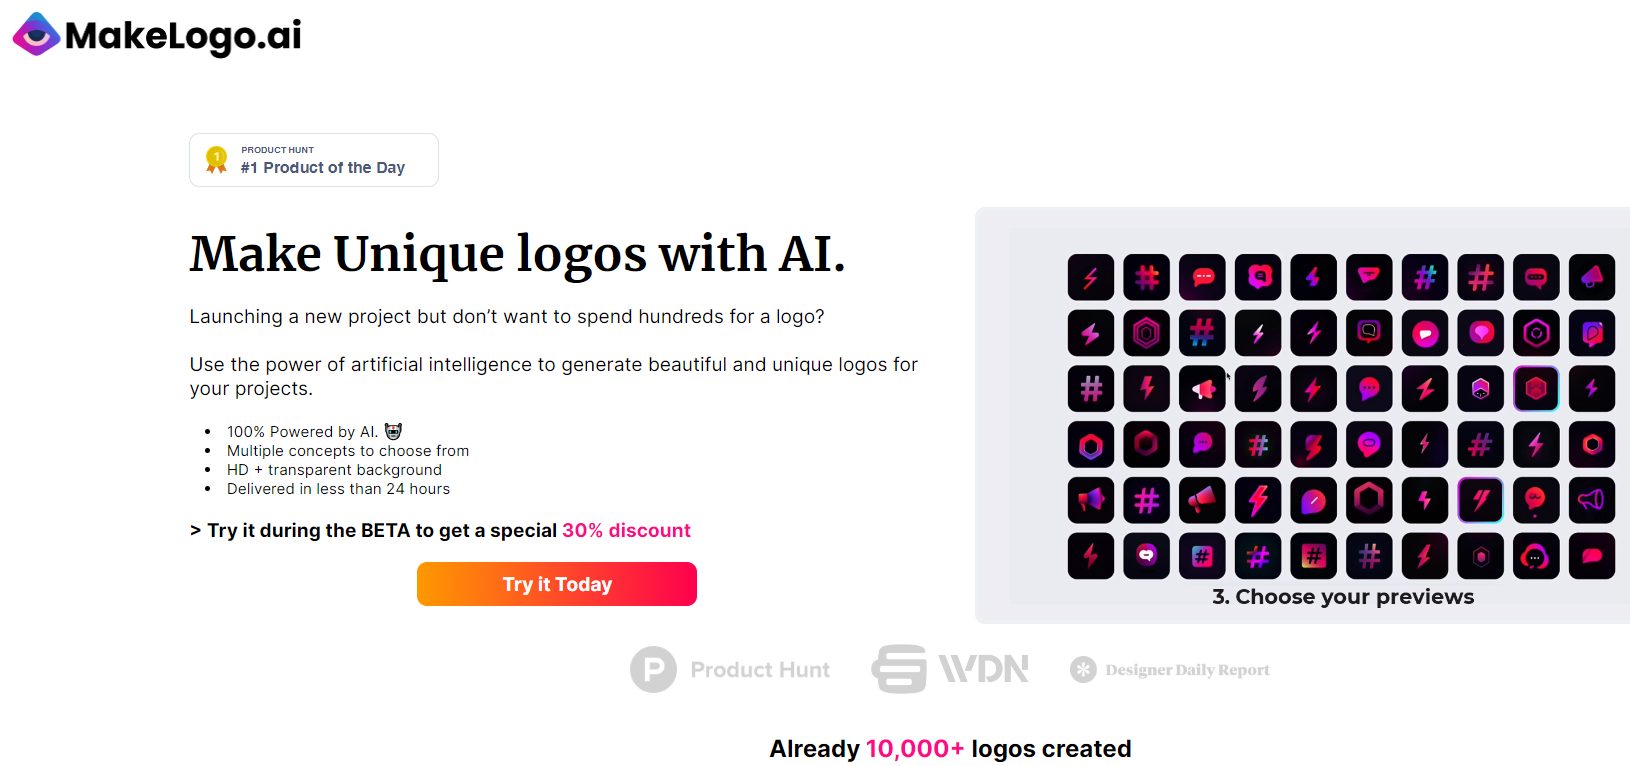 MakeLogo.ai
PRODUCT HUNT
1
#1 Product of the Day
Make Unique logos with AI.
Launching a new project but don’t want to spend hundreds for a logo?
Use the power of artificial intelligence to generate beautiful and unique logos for
your projects.
• 100% Powered by AI.
• Multiple concepts to choose from
• HD + transparent background
• Delivered in less than 24 hours
> Try it during the BETA to get a special 30% discount
Try it Today
3. Choose your previews
P Product Hunt
WDN
Designer Daily Report
Already 10,000+ logos created